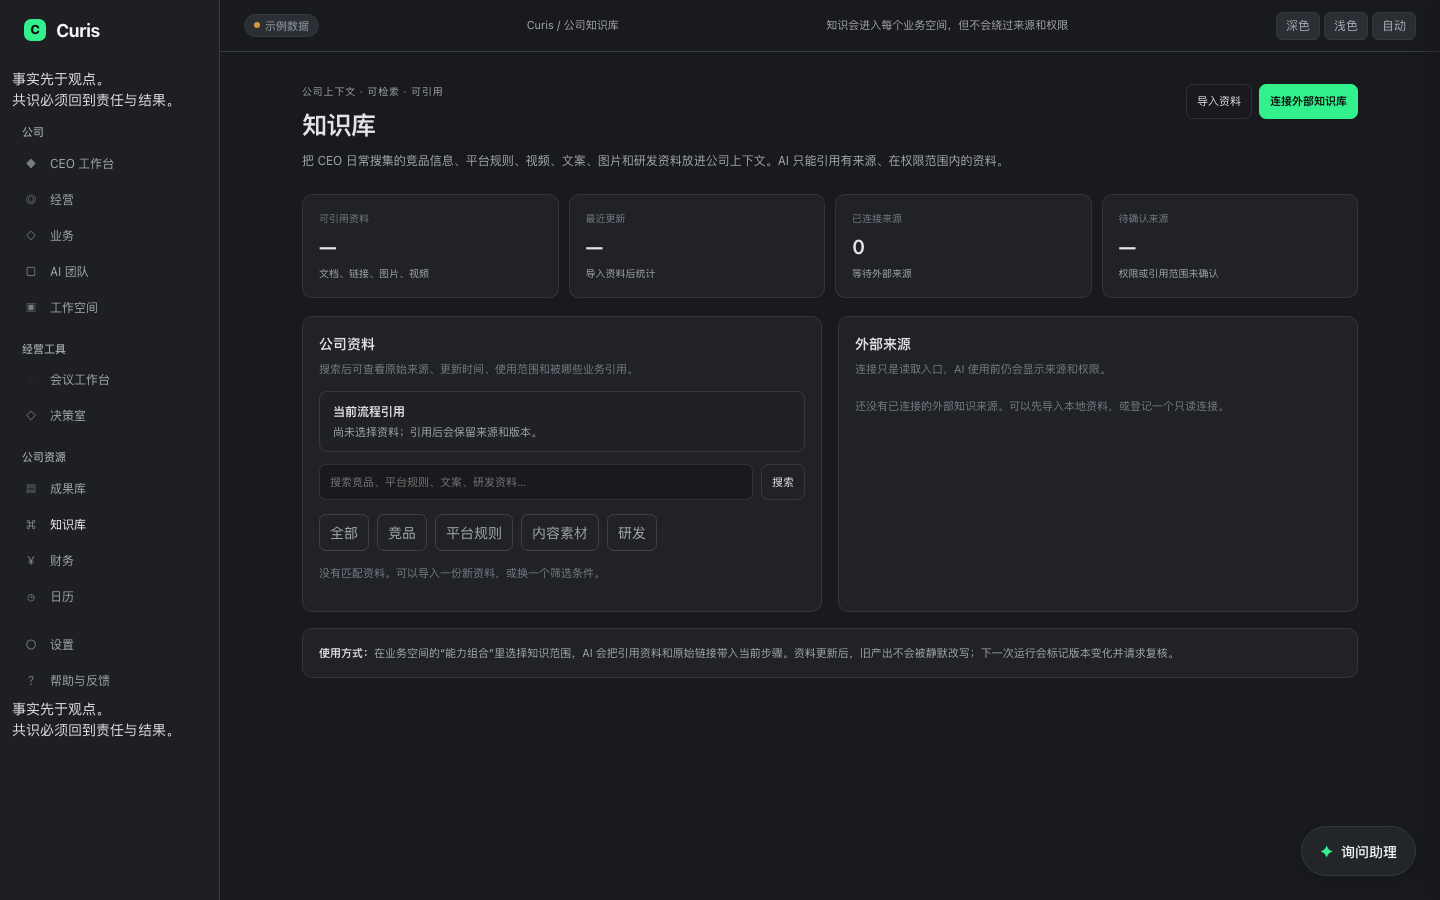 C Curis
事实先于观点。
共识必须回到责任与结果。
公司
CEO 工作台
经营
业务
AI 团队
工作空间
经营工具
会议工作台
决策室
公司资源
成果库
知识库
¥ 财务
日历
设置
? 帮助与反馈
事实先于观点。
共识必须回到责任与结果。
示例数据
Curis / 公司知识库
知识会进入每个业务空间，但不会绕过来源和权限
深色
浅色
自动
公司上下文 · 可检索 · 可引用
知识库
把 CEO 日常搜集的竞品信息、平台规则、视频、文案、图片和研发资料放进公司上下文。AI 只能引用有来源、在权限范围内的资料。
导入资料
连接外部知识库
可引用资料
—
文档、链接、图片、视频
最近更新
—
导入资料后统计
已连接来源
0
等待外部来源
待确认来源
—
权限或引用范围未确认
公司资料
搜索后可查看原始来源、更新时间、使用范围和被哪些业务引用。
当前流程引用
尚未选择资料；引用后会保留来源和版本。
搜索竞品、平台规则、文案、研发资料...
搜索
全部
竞品
平台规则
内容素材
研发
没有匹配资料。可以导入一份新资料，或换一个筛选条件。
外部来源
连接只是读取入口，AI 使用前仍会显示来源和权限。
还没有已连接的外部知识来源。可以先导入本地资料，或登记一个只读连接。
使用方式：在业务空间的“能力组合”里选择知识范围，AI 会把引用资料和原始链接带入当前步骤。资料更新后，旧产出不会被静默改写；下一次运行会标记版本变化并请求复核。
询问助理